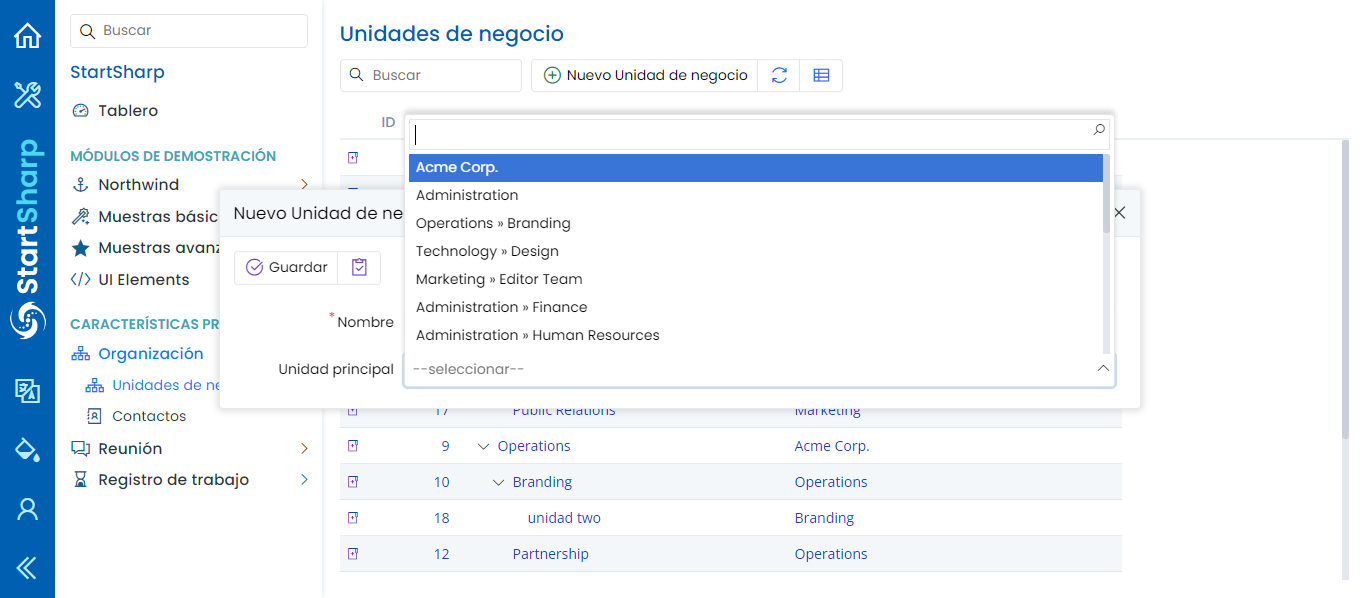 StartSharp
Buscar
StartSharp
Tablero
MÓDULOS DE DEMOSTRACIÓN
Northwind
Muestras básic
Muestras avanz
UI Elements
CARACTERÍSTICAS PR
Organización
Unidades de ne
Contactos
Reunión
Registro de trabajo
Unidades de negocio
Buscar
Nuevo Unidad de negocio
ID
Nuevo Unidad de ne
Guardar
* Nombre
Unidad principal
Acme Corp.
Administration
Operations » Branding
Technology » Design
Marketing » Editor Team
Administration » Finance
Administration » Human Resources
--seleccionar--
17 Public Relations Marketing
9 Operations Acme Corp.
10 Branding Operations
18 unidad two Branding
12 Partnership Operations